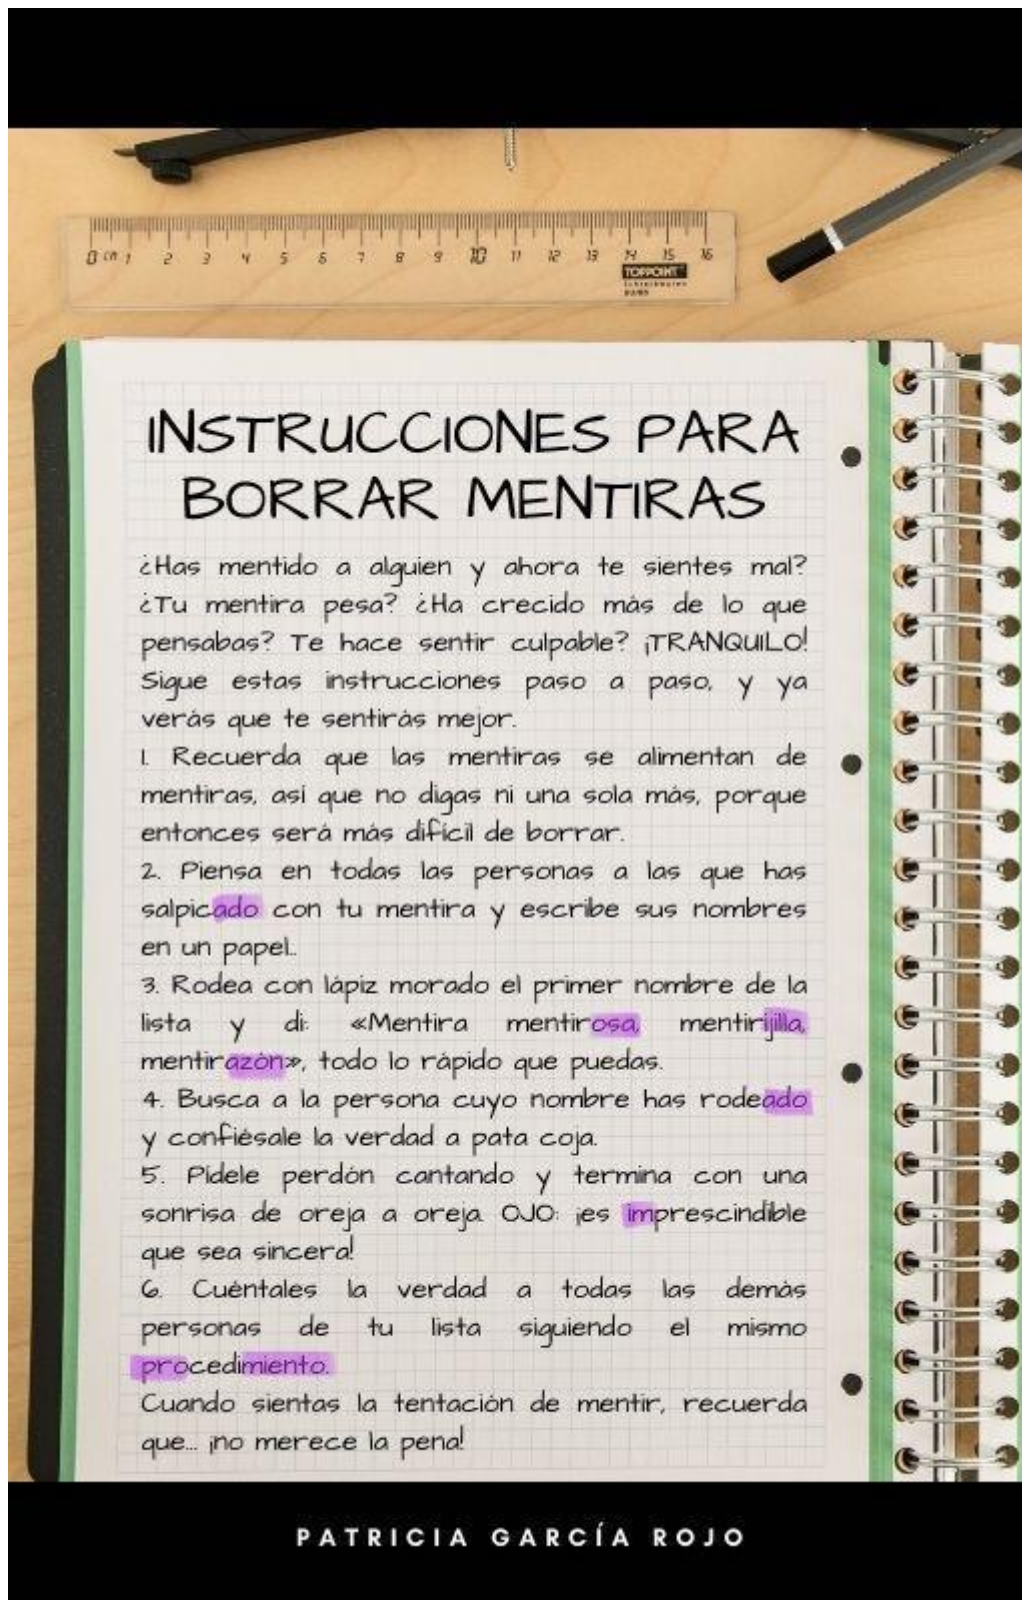 0 cm 1 2 3 4 5 6 7 8 9 10 11 12 13 14 15 16
TOPPOINT
INSTRUCCIONES PARA
BORRAR MENTIRAS
¿Has mentido a alguien y ahora te sientes mal?
¿Tu mentira pesa? ¿Ha crecido más de lo que
pensabas? Te hace sentir culpable? ¡TRANQUILO!
Sigue estas instrucciones paso a paso, y ya
verás que te sentirás mejor.
1. Recuerda que las mentiras se alimentan de
mentiras, así que no digas ni una sola más, porque
entonces será más difícil de borrar.
2. Piensa en todas las personas a las que has
salpicado con tu mentira y escribe sus nombres
en un papel..
3. Rodea con lápiz morado el primer nombre de la
lista y di: «Mentira mentirosa, mentirijilla,
mentirazón», todo lo rápido que puedas.
4. Busca a la persona cuyo nombre has rodeado
y confiésale la verdad a pata coja.
5. Pídele perdón cantando y termina con una
sonrisa de oreja a oreja. OJO: ¡es imprescindible
que sea sincera!
6. Cuéntales la verdad a todas las demás
personas de tu lista siguiendo el mismo
procedimiento.
Cuando sientas la tentación de mentir, recuerda
que... ¡no merece la pena!
PATRICIA GARCÍA ROJO